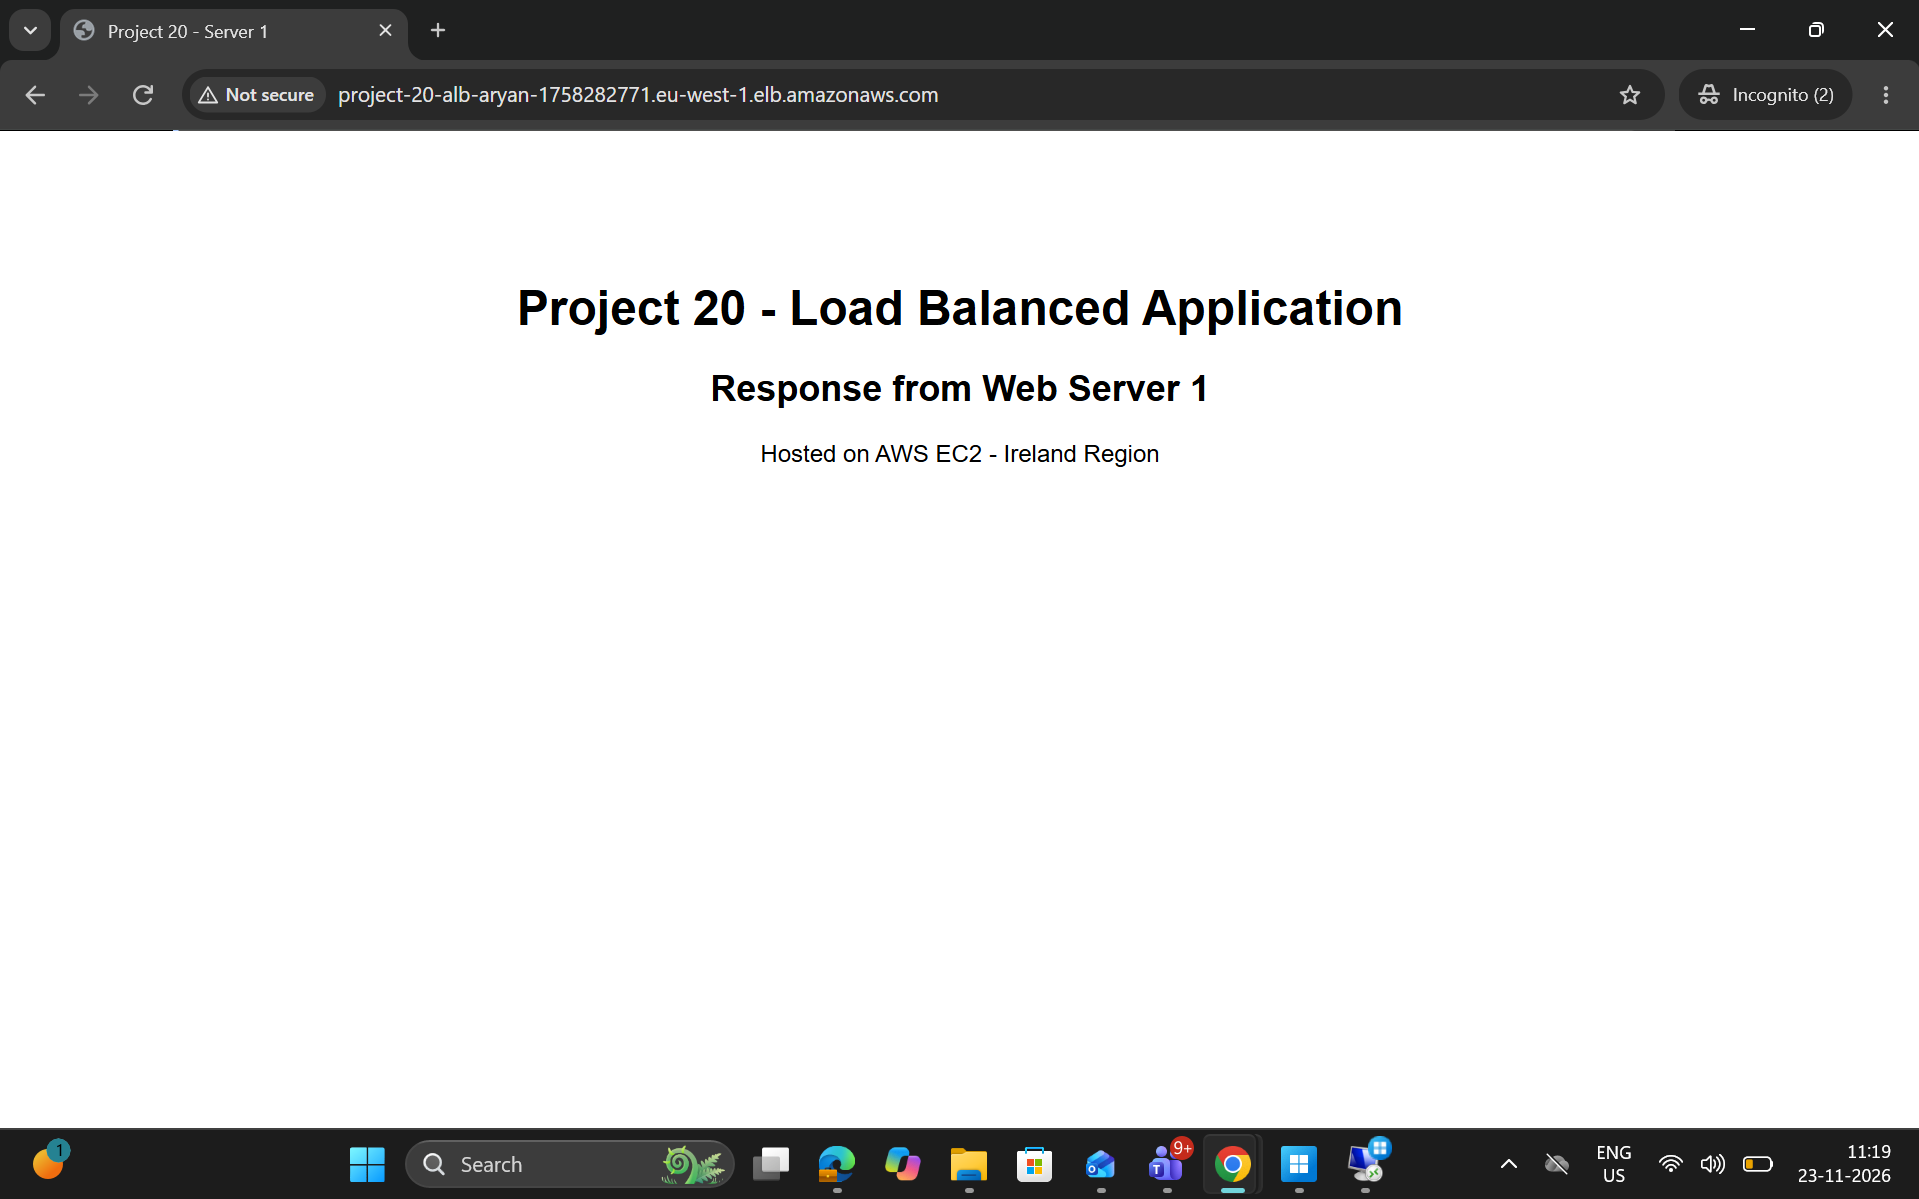 Project 20 - Server 1
Not secure
project-20-alb-aryan-1758282771.eu-west-1.elb.amazonaws.com
Incognito (2)
Project 20 - Load Balanced Application
Response from Web Server 1
Hosted on AWS EC2 - Ireland Region
1
Search
9+
ENG
US
11:19
23-11-2026